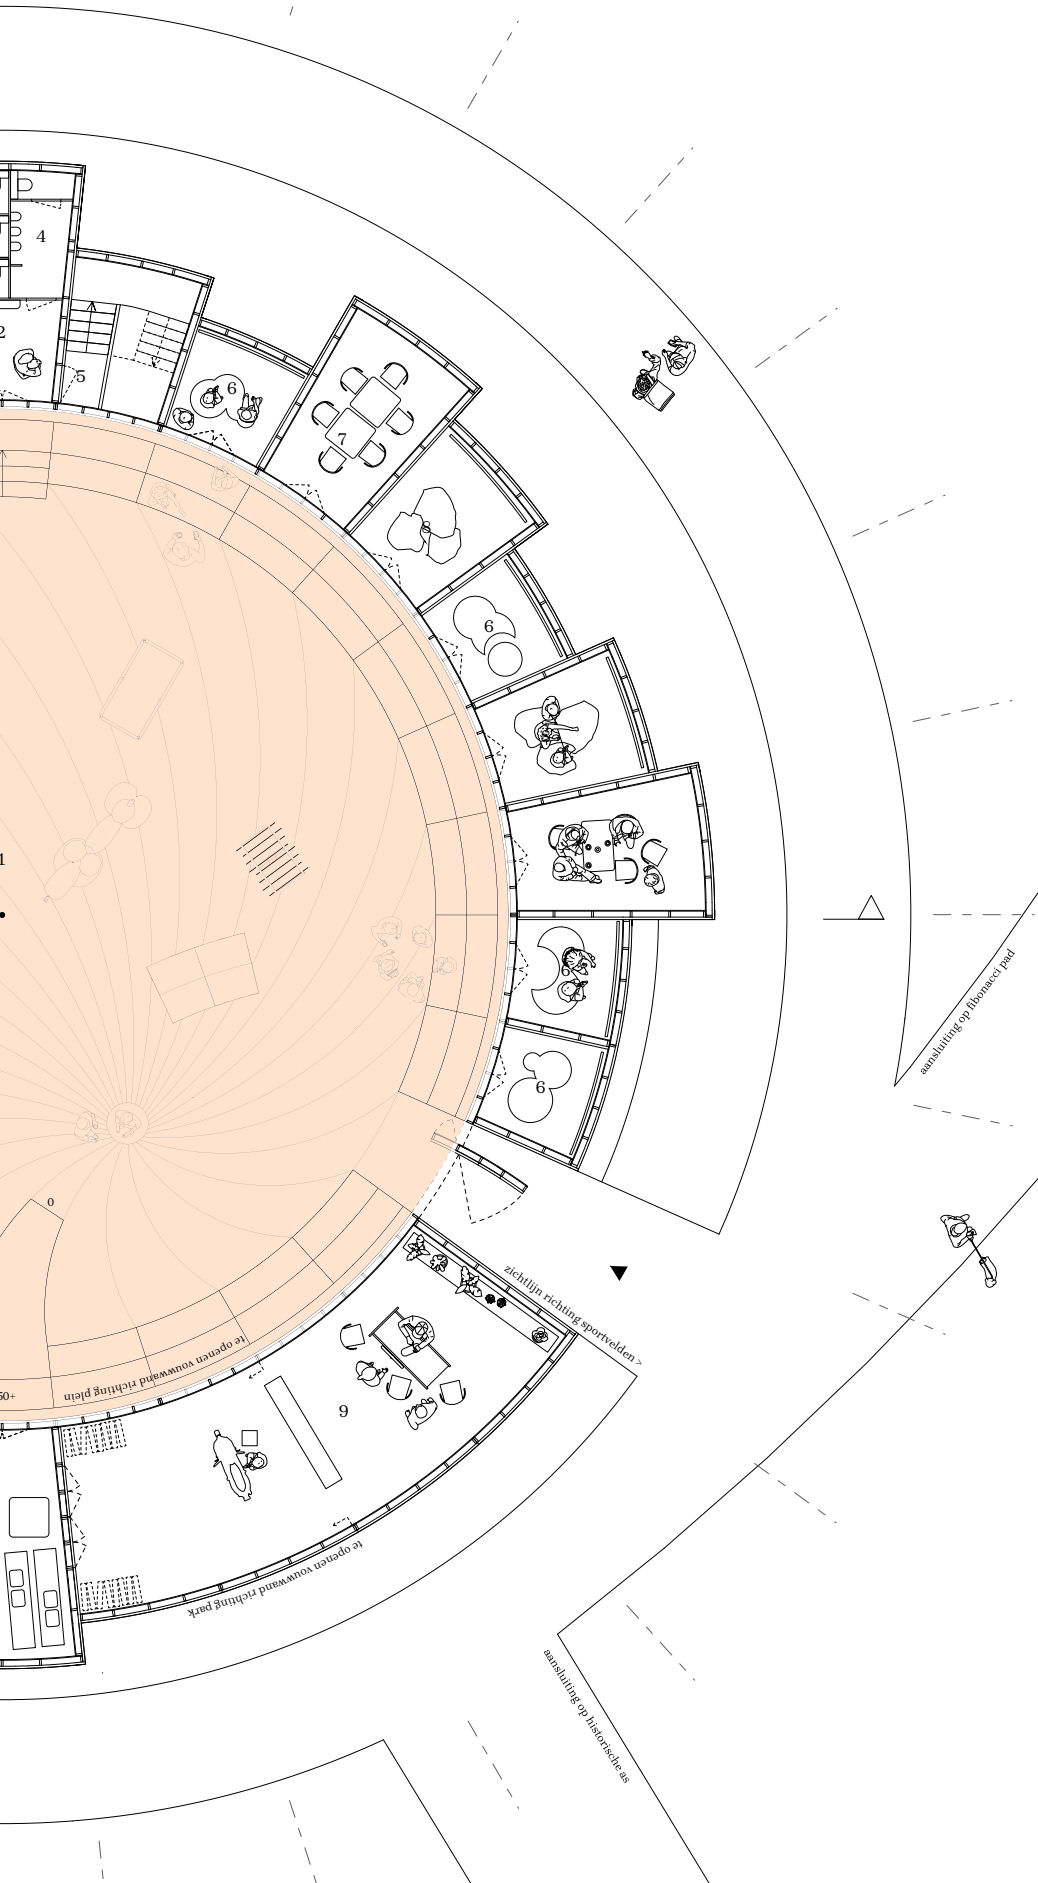 4
2
5
6
7
6
1
6
aansluiting op fibonacci pad
6
0
zichtlijn richting sportvelden >
te openen vouwwand richting plein
50+
9
te openen vouwwand richting park
aansluiting op historische as